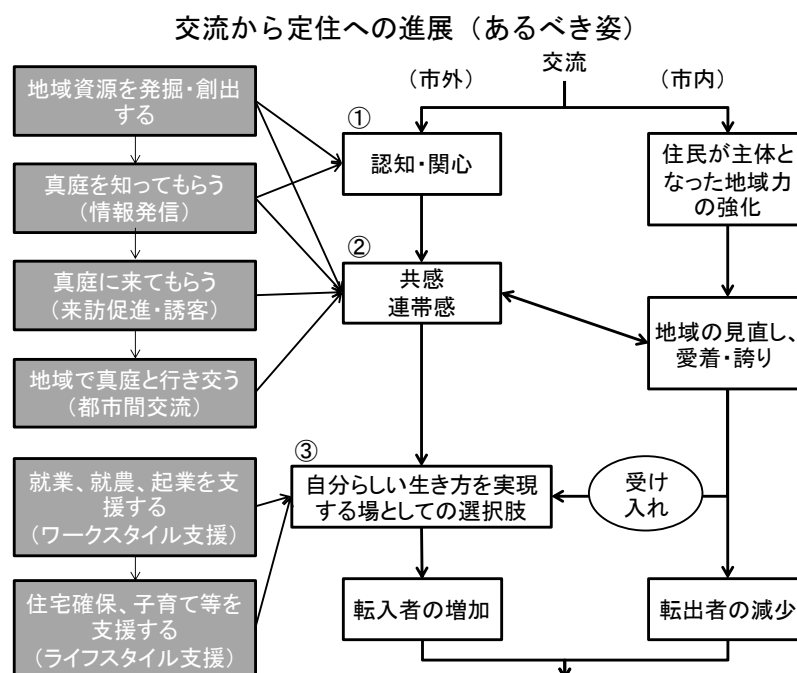 交流から定住への進展（あるべき姿）
交流
（市外）
（市内）
地域資源を発掘・創出
する
真庭を知ってもらう
（情報発信）
真庭に来てもらう
（来訪促進・誘客）
地域で真庭と行き交う
（都市間交流）
就業、就農、起業を支
援する
（ワークスタイル支援）
住宅確保、子育て等を
支援する
（ライフスタイル支援）
①
認知・関心
②
共感
連帯感
③
自分らしい生き方を実現
する場としての選択肢
転入者の増加
住民が主体と
なった地域力
の強化
地域の見直し、
愛着・誇り
受け
入れ
転出者の減少